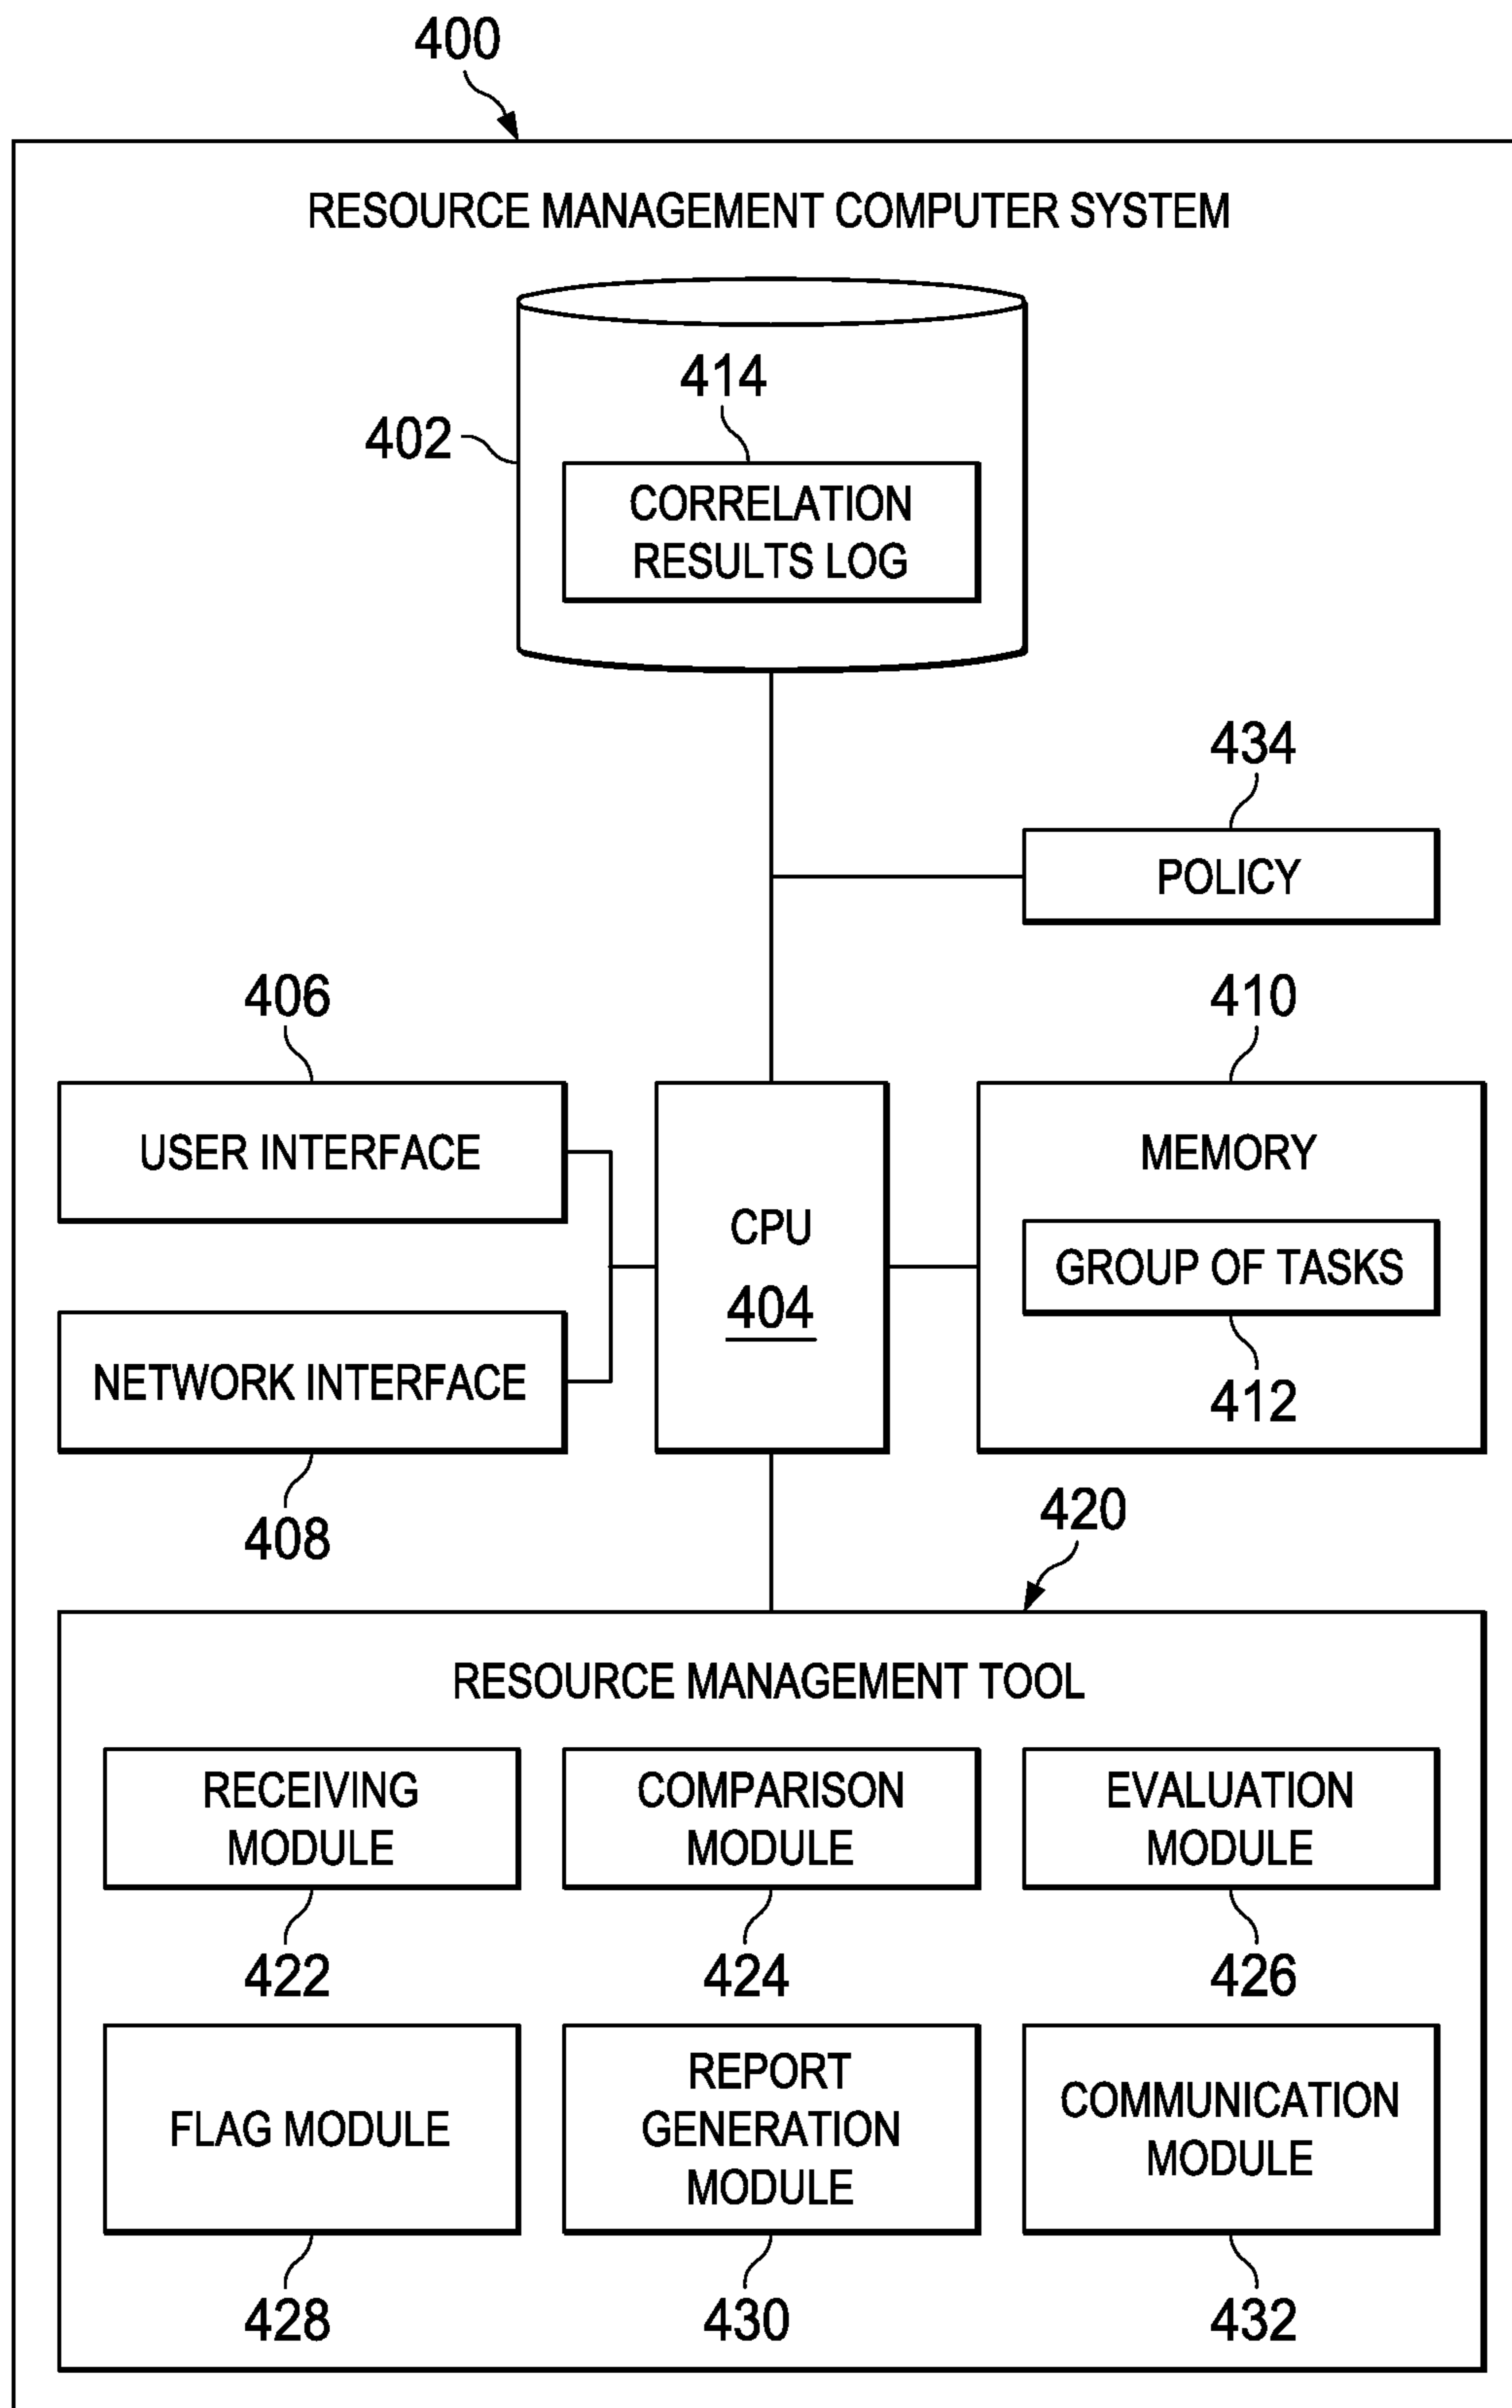 400
RESOURCE MANAGEMENT COMPUTER SYSTEM
414
402
CORRELATION
RESULTS LOG
434
POLICY
406
410
USER INTERFACE
MEMORY
CPU
404
GROUP OF TASKS
NETWORK INTERFACE
412
408
420
RESOURCE MANAGEMENT TOOL
RECEIVING
MODULE
COMPARISON
MODULE
EVALUATION
MODULE
422
424
426
FLAG MODULE
REPORT
GENERATION
MODULE
COMMUNICATION
MODULE
428
430
432